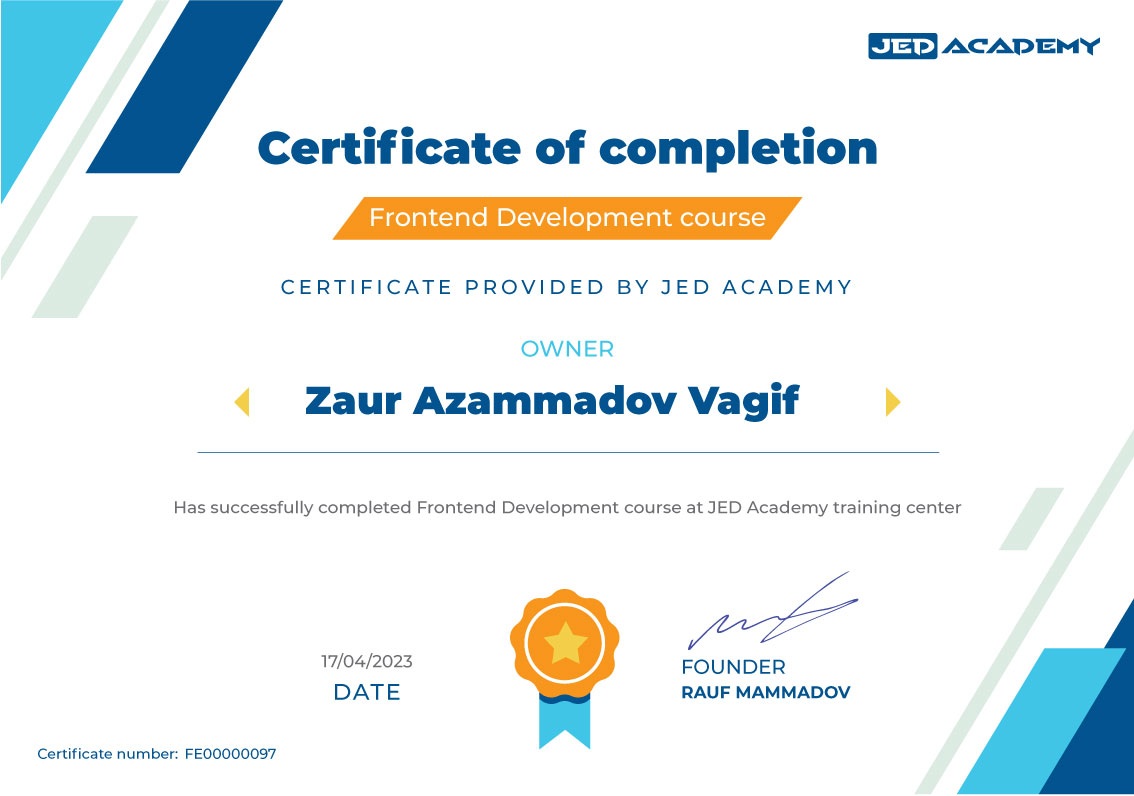 JED ACADEMY
Certificate of completion
Frontend Development course
CERTIFICATE PROVIDED BY JED ACADEMY
OWNER
Zaur Azammadov Vagif
Has successfully completed Frontend Development course at JED Academy training center
17/04/2023
DATE
FOUNDER
RAUF MAMMADOV
Certificate number: FE00000097